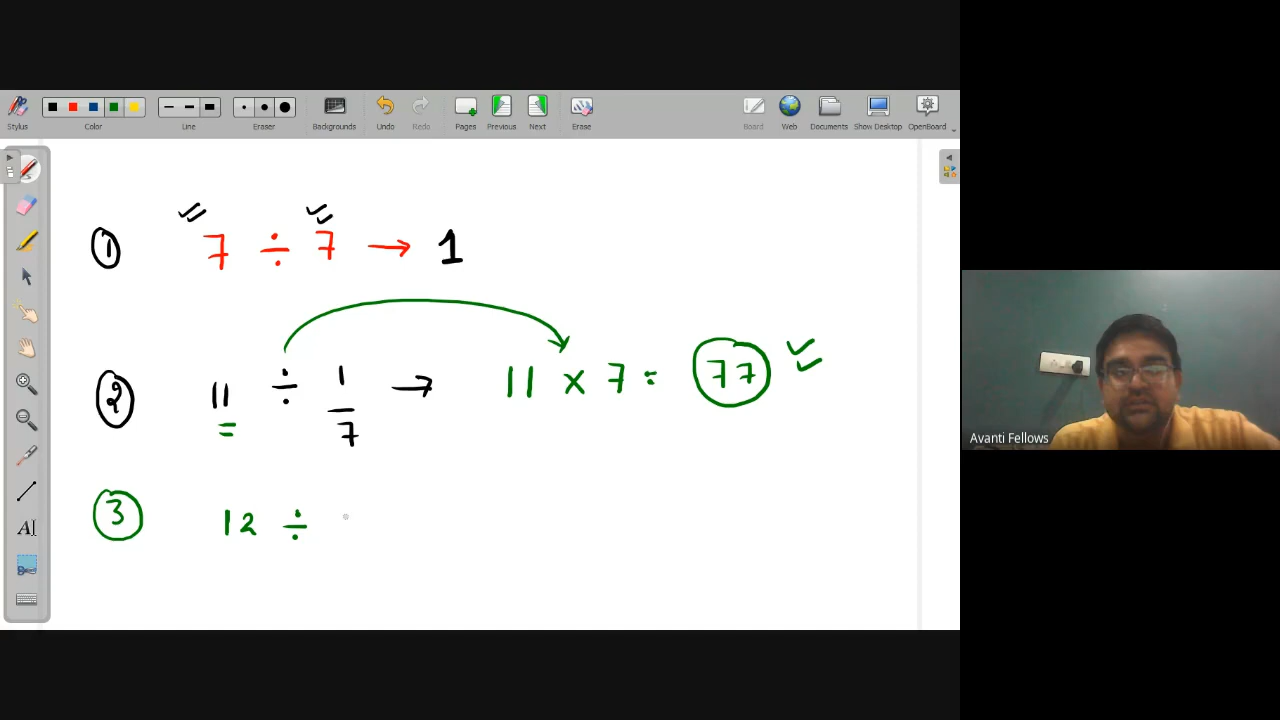 Stylus Color Line Eraser Backgrounds Undo Redo Pages Previous Next Erase Board Web Documents Show Desktop OpenBoard
① 7 ÷ 7 → 1
② 11 ÷ 1/7 → 11 x 7 = 77
③ 12 ÷
A
Avanti Fellows